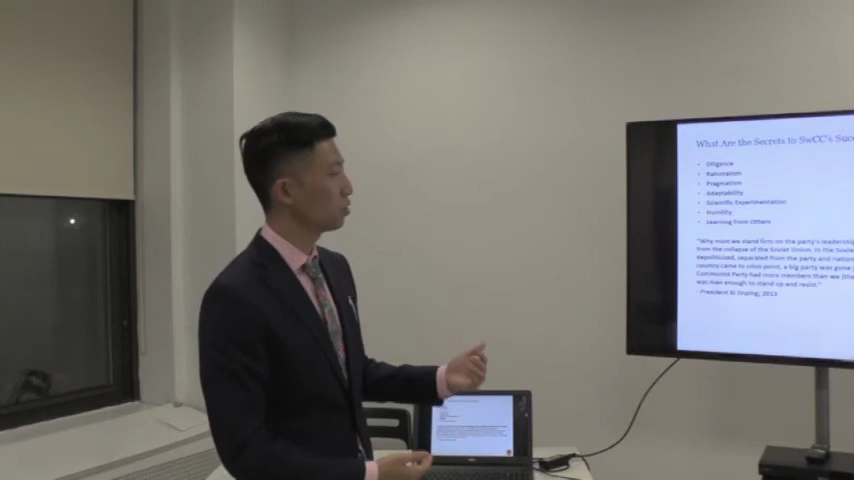 What Are the Secrets to SwCC's Suc
• Diligence
• Rationalism
• Pragmatism
• Adaptability
• Scientific Experimentation
• Humility
• Learning from Others
"Why must we stand firm on the party's leadership
from the collapse of the Soviet Union. In the Sovie
depoliticized, separated from the party and nation
country came to crisis point, a big party was gone
Communist Party had more members than we
was man enough to stand up and resist."
- President Xi Jinping, 2013